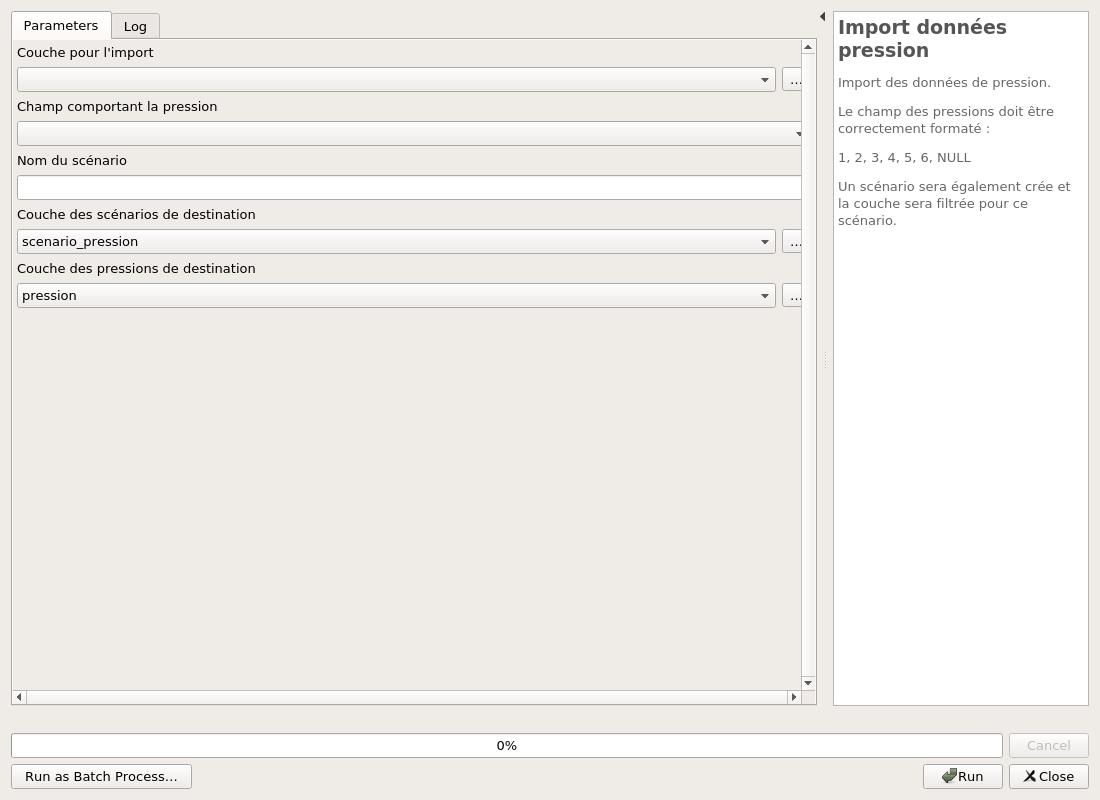 Parameters
Log
Couche pour l'import
...
Champ comportant la pression
Nom du scénario
Couche des scénarios de destination
scenario_pression
...
Couche des pressions de destination
pression
...
Import données
pression
Import des données de pression.
Le champ des pressions doit être
correctement formaté :
1, 2, 3, 4, 5, 6, NULL
Un scénario sera également crée et
la couche sera filtrée pour ce
scénario.
0%
Cancel
Run as Batch Process...
Run
Close